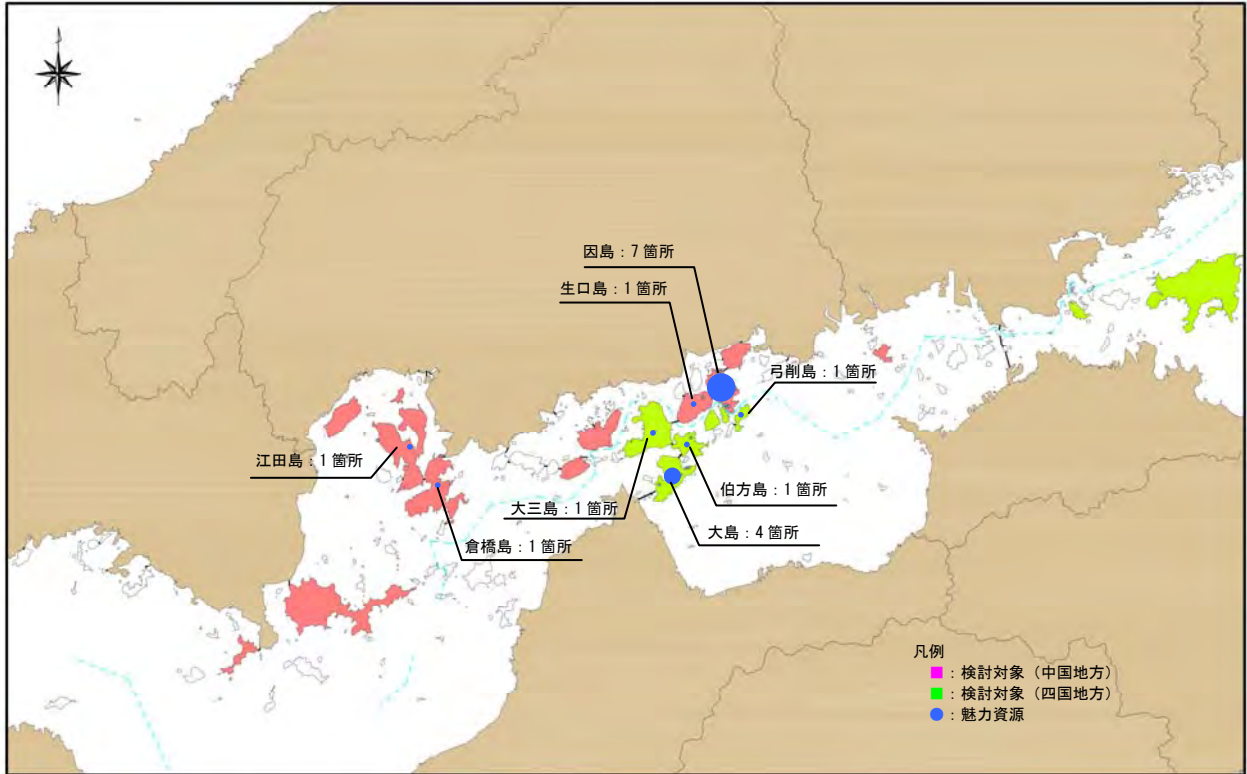 因島：7箇所
生口島：1箇所
弓削島：1箇所
江田島：1箇所
伯方島：1箇所
大三島：1箇所
大島：4箇所
倉橋島：1箇所
凡例
：検討対象（中国地方）
：検討対象（四国地方）
：魅力資源